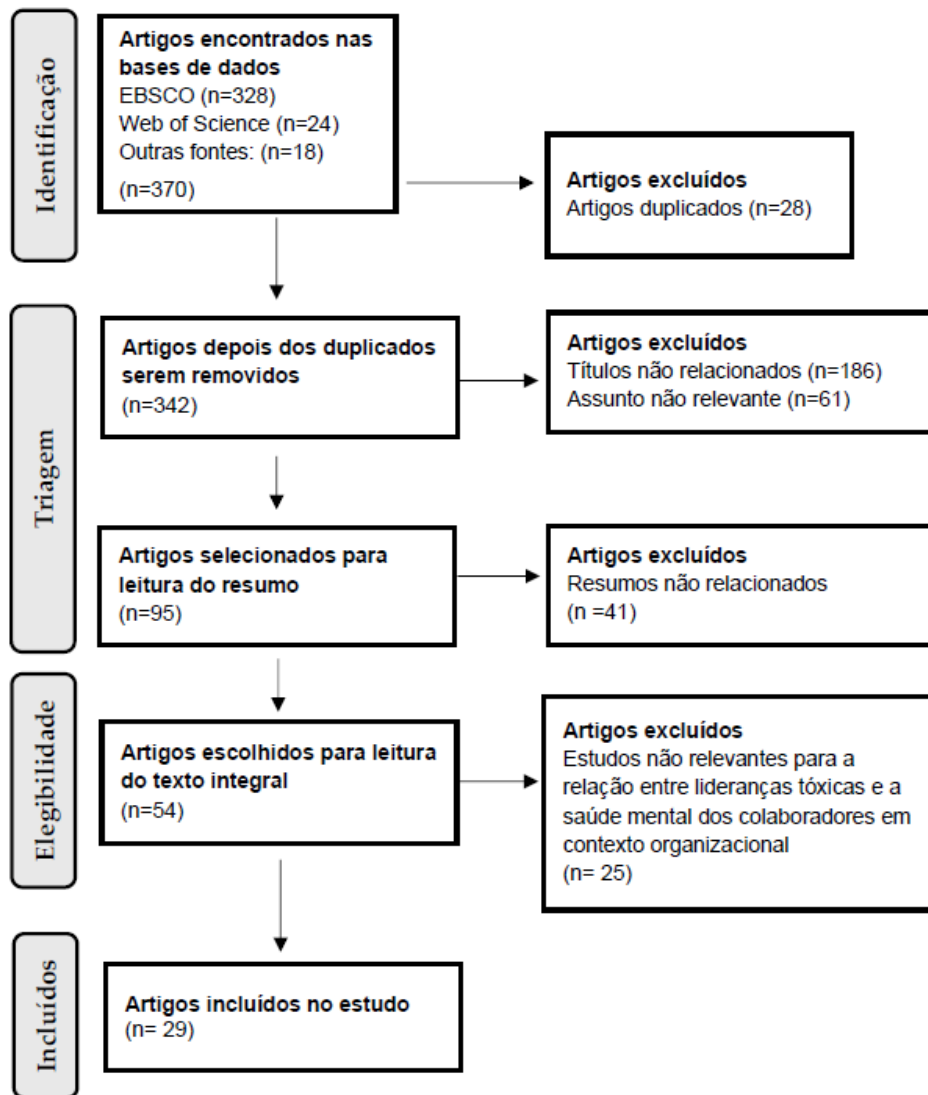 Identificação
Artigos encontrados nas
bases de dados
EBSCO (n=328)
Web of Science (n=24)
Outras fontes: (n=18)
(n=370)
Artigos excluídos
Artigos duplicados (n=28)
Triagem
Artigos depois dos duplicados
serem removidos
(n=342)
Artigos excluídos
Títulos não relacionados (n=186)
Assunto não relevante (n=61)
Artigos selecionados para
leitura do resumo
(n=95)
Artigos excluídos
Resumos não relacionados
(n =41)
Elegibilidade
Artigos escolhidos para leitura
do texto integral
(n=54)
Artigos excluídos
Estudos não relevantes para a
relação entre lideranças tóxicas e a
saúde mental dos colaboradores em
contexto organizacional
(n= 25)
Incluídos
Artigos incluídos no estudo
(n= 29)